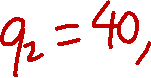 q₂ = 40,